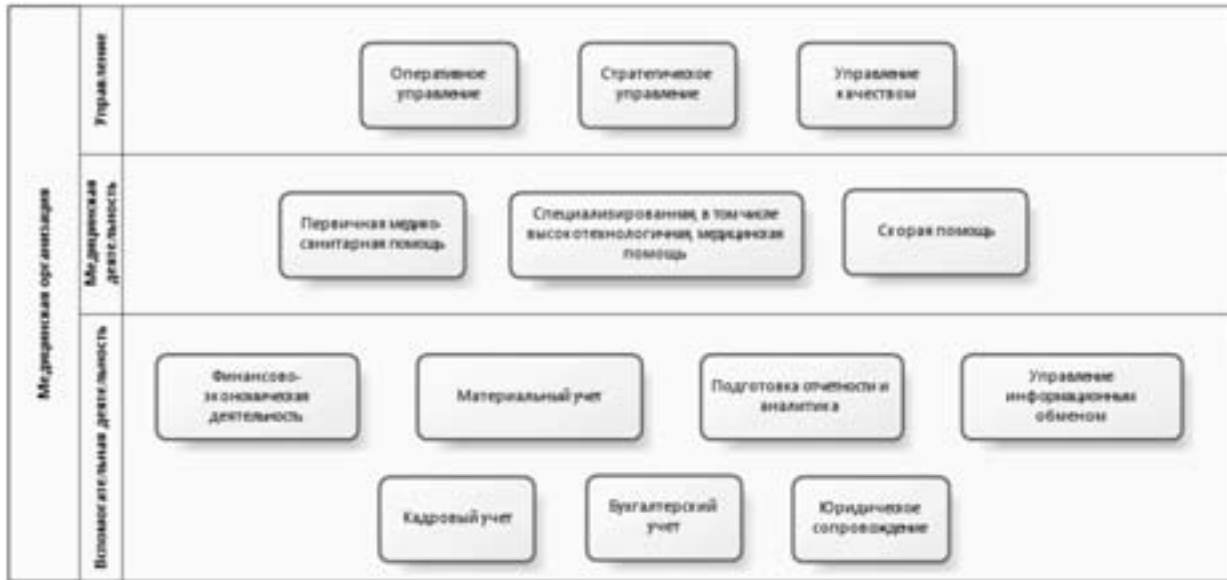 Медицинская организация
Управление
Оперативное
управление
Стратегическое
управление
Управление
качеством
Медицинская
деятельность
Первичная медико-
санитарная помощь
Специализированная, в том числе
высокотехнологичная, медицинская
помощь
Скорая помощь
Вспомогательная деятельность
Финансово-
экономическая
деятельность
Материальный учет
Подготовка отчетности и
аналитика
Управление
информационным
обменом
Кадровый учет
Бухгалтерский
учет
Юридическое
сопровождение